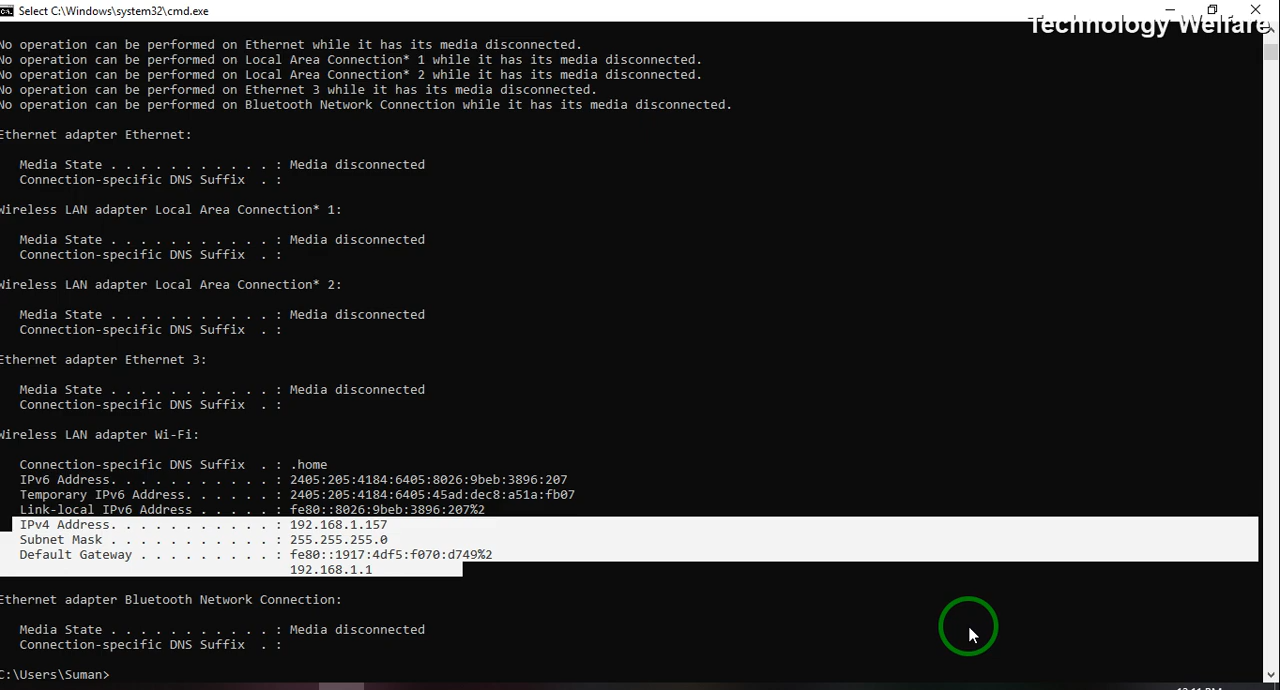 Select C:\Windows\system32\cmd.exe
Technology Welfare
No operation can be performed on Ethernet while it has its media disconnected.
No operation can be performed on Local Area Connection* 1 while it has its media disconnected.
No operation can be performed on Local Area Connection* 2 while it has its media disconnected.
No operation can be performed on Ethernet 3 while it has its media disconnected.
No operation can be performed on Bluetooth Network Connection while it has its media disconnected.
Ethernet adapter Ethernet:
Media State . . . . . . . . . . . : Media disconnected
Connection-specific DNS Suffix  . :
Wireless LAN adapter Local Area Connection* 1:
Media State . . . . . . . . . . . : Media disconnected
Connection-specific DNS Suffix  . :
Wireless LAN adapter Local Area Connection* 2:
Media State . . . . . . . . . . . : Media disconnected
Connection-specific DNS Suffix  . :
Ethernet adapter Ethernet 3:
Media State . . . . . . . . . . . : Media disconnected
Connection-specific DNS Suffix  . :
Wireless LAN adapter Wi-Fi:
Connection-specific DNS Suffix  . : .home
IPv6 Address. . . . . . . . . . . : 2405:205:4184:6405:8026:9beb:3896:207
Temporary IPv6 Address. . . . . . : 2405:205:4184:6405:45ad:dec8:a51a:fb07
Link-local IPv6 Address . . . . . : fe80::8026:9beb:3896:207%2
IPv4 Address. . . . . . . . . . . : 192.168.1.157
Subnet Mask . . . . . . . . . . . : 255.255.255.0
Default Gateway . . . . . . . . . : fe80::1917:4df5:f070:d749%2
192.168.1.1
Ethernet adapter Bluetooth Network Connection:
Media State . . . . . . . . . . . : Media disconnected
Connection-specific DNS Suffix  . :
C:\Users\Suman>